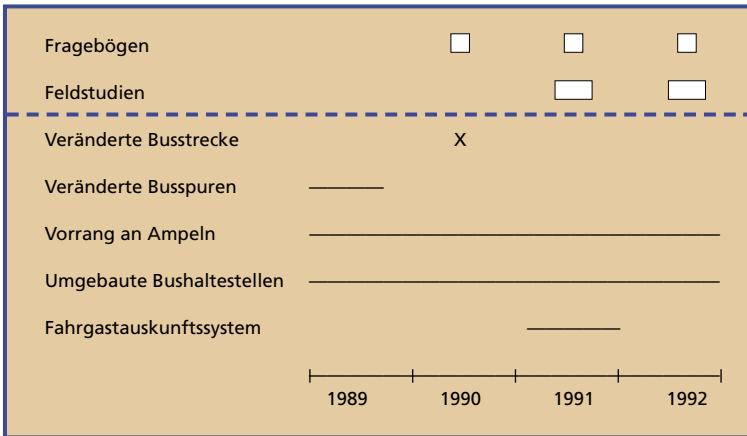 Fragebögen
Feldstudien
Veränderte Busstrecke X
Veränderte Busspuren
Vorrang an Ampeln
Umgebaute Bushaltestellen
Fahrgastauskunftssystem
1989 1990 1991 1992